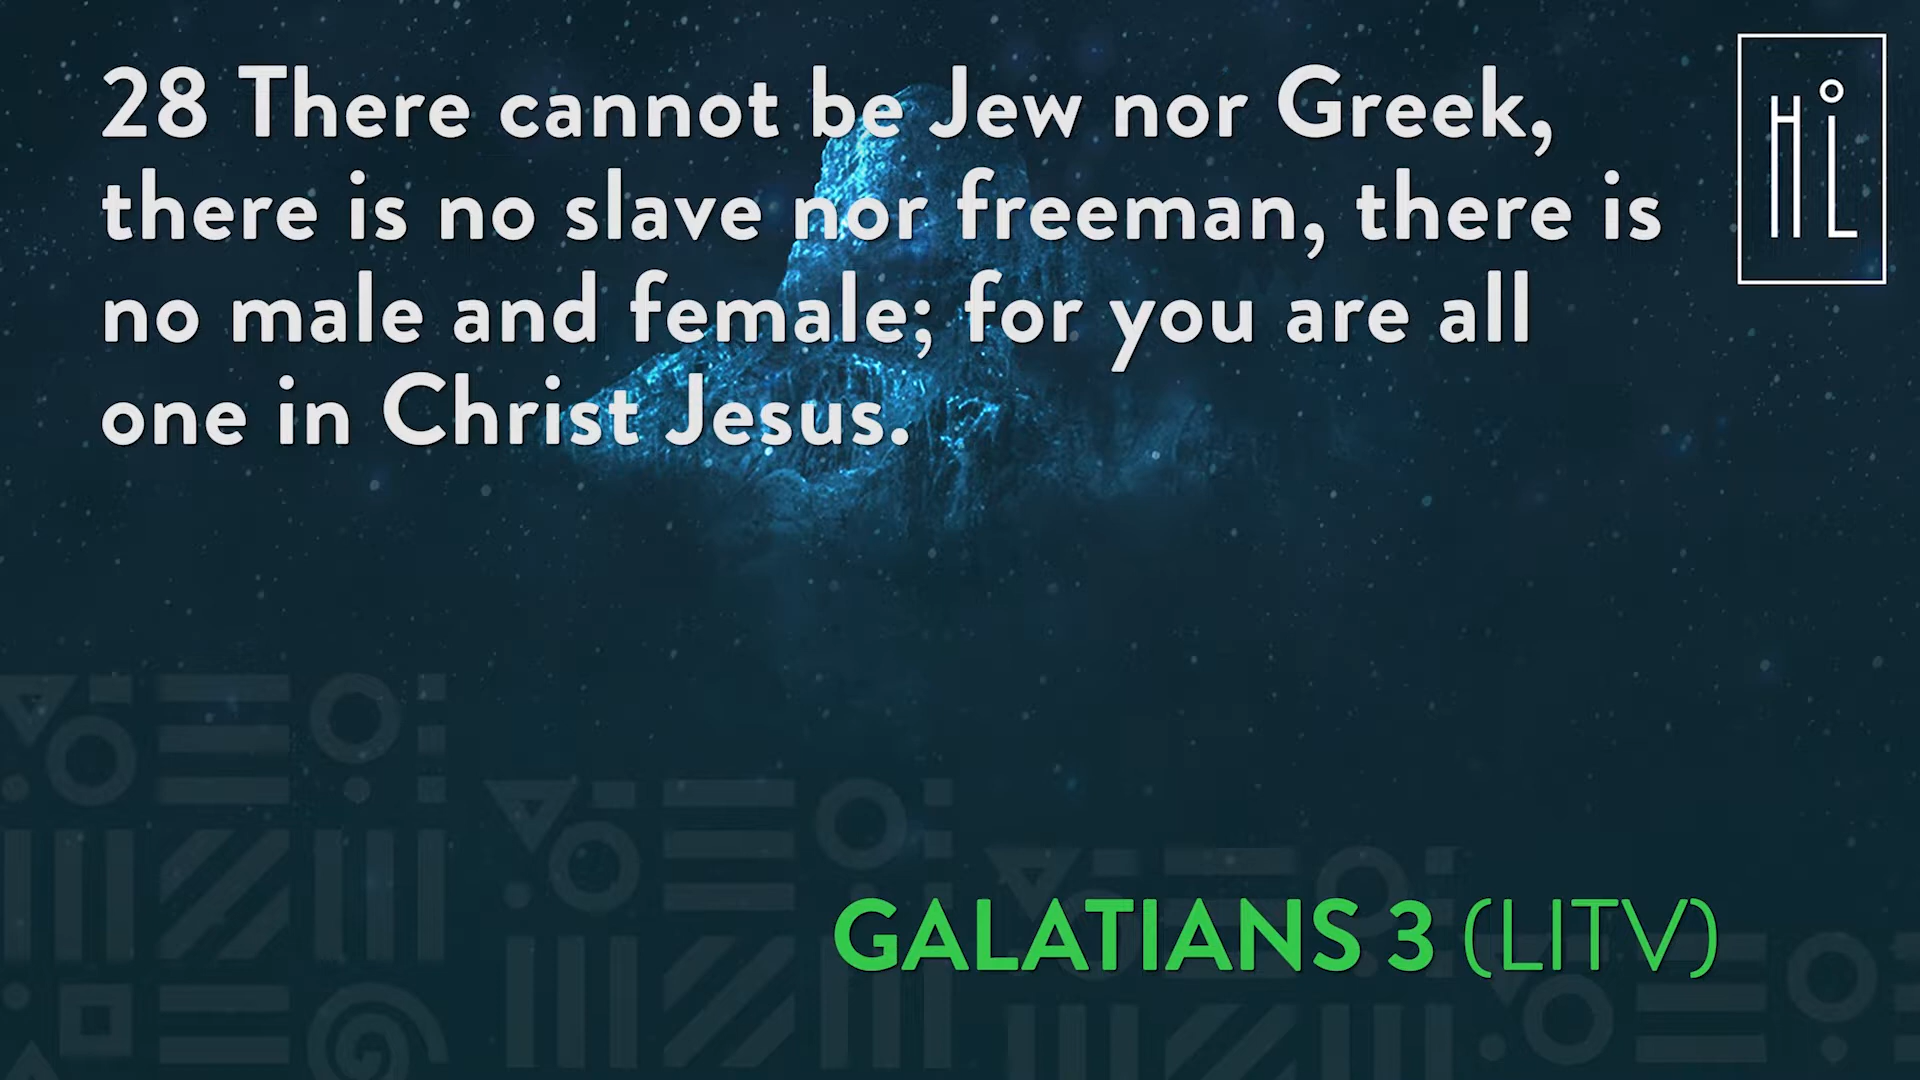 28 There cannot be Jew nor Greek,
there is no slave nor freeman, there is
no male and female; for you are all
one in Christ Jesus.
HiL
GALATIANS 3 (LITV)